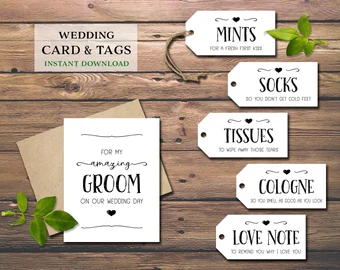 WEDDING
CARD & TAGS
INSTANT DOWNLOAD
FOR MY
amazing
GROOM
ON OUR WEDDING DAY
MINTS
FOR A FRESH FIRST KISS
SOCKS
SO YOU DON'T GET COLD FEET
TISSUES
TO WIPE AWAY THOSE TEARS
COLOGNE
SO YOU SMELL AS GOOD AS YOU LOOK
LOVE NOTE
TO REMIND YOU WHY I LOVE YOU